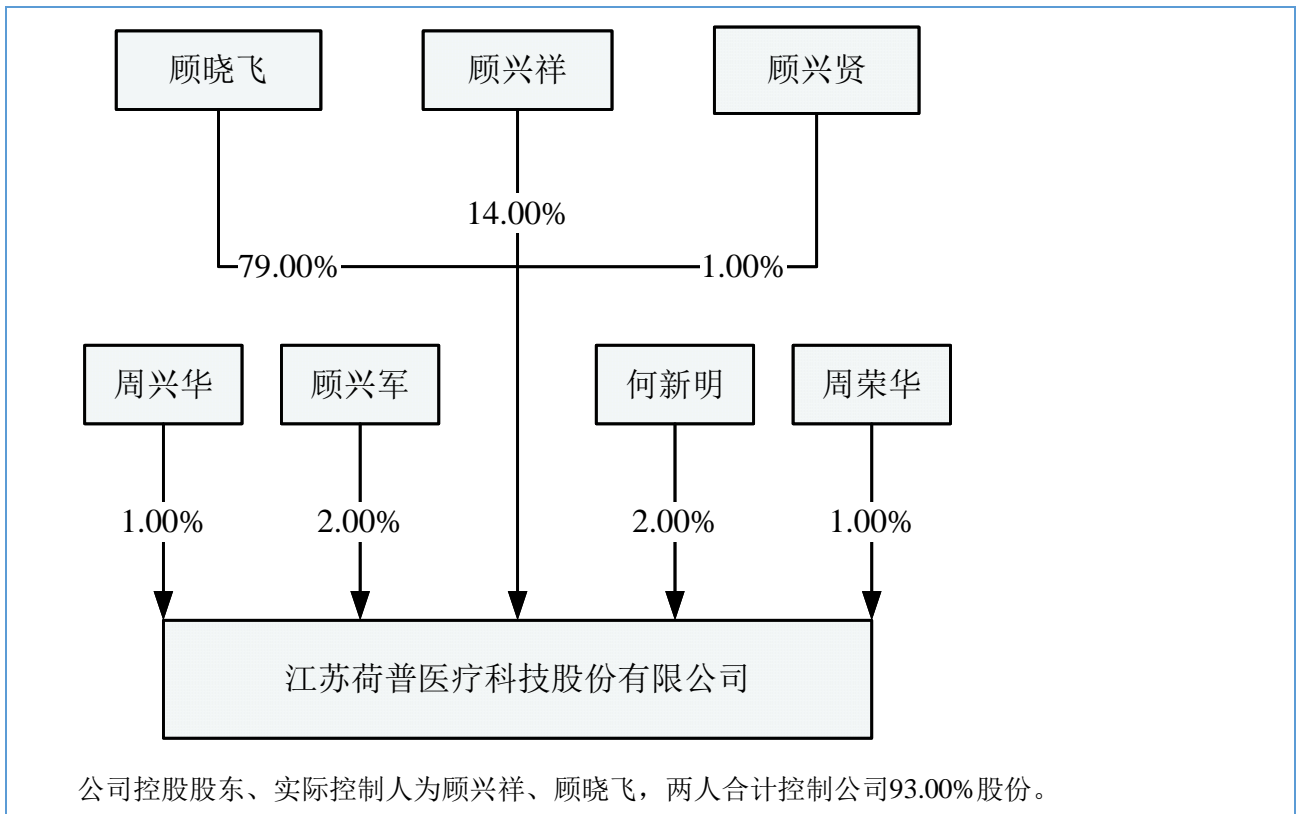 顾晓飞
顾兴祥
顾兴贤
14.00%
79.00%
1.00%
周兴华
顾兴军
何新明
周荣华
1.00%
2.00%
2.00%
1.00%
江苏荷普医疗科技股份有限公司
公司控股股东、实际控制人为顾兴祥、顾晓飞，两人合计控制公司93.00%股份。